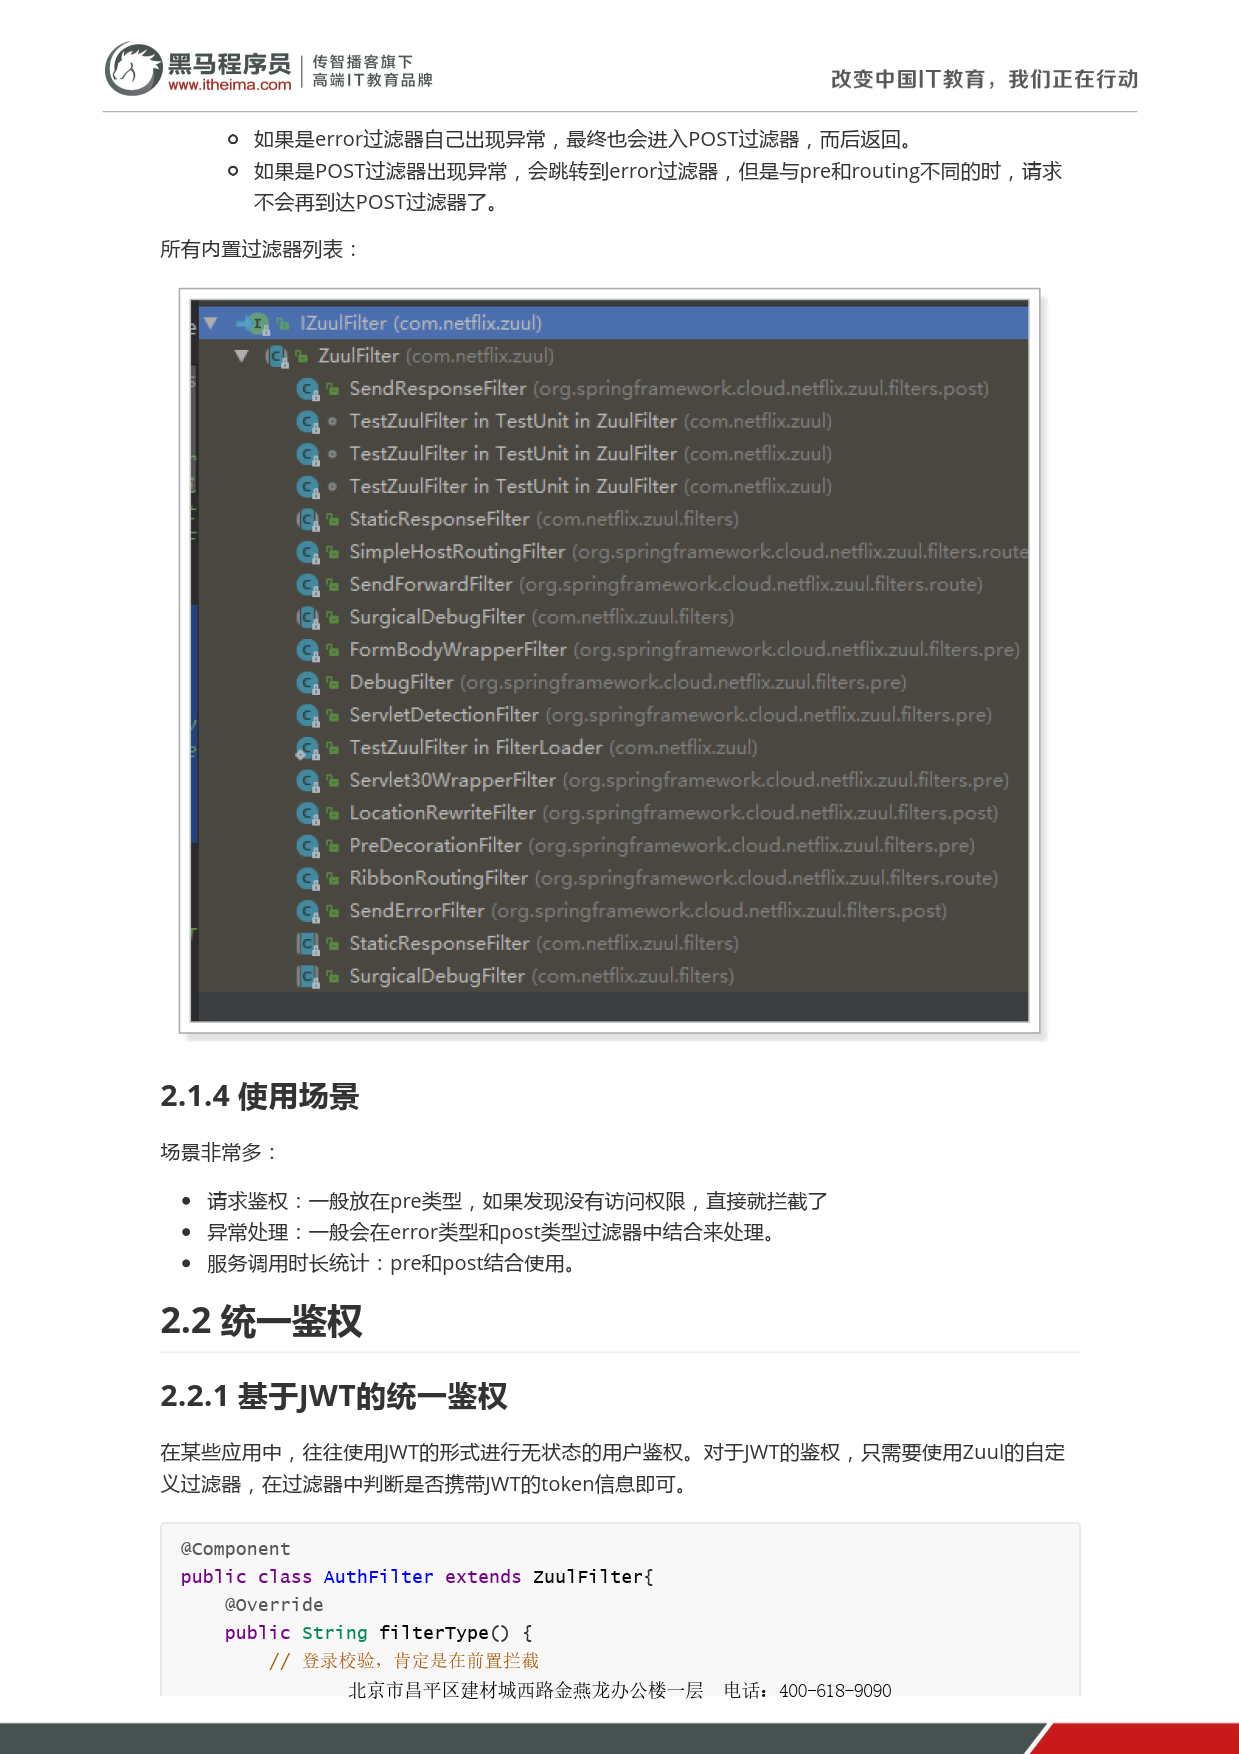 黑马程序员
www.itheima.com
传智播客旗下
高端IT教育品牌
改变中国IT教育，我们正在行动
如果是error过滤器自己出现异常，最终也会进入POST过滤器，而后返回。
如果是POST过滤器出现异常，会跳转到error过滤器，但是与pre和routing不同的时，请求
不会再到达POST过滤器了。
所有内置过滤器列表：
IZuulFilter (com.netflix.zuul)
ZuulFilter (com.netflix.zuul)
SendResponseFilter (org.springframework.cloud.netflix.zuul.filters.post)
TestZuulFilter in TestUnit in ZuulFilter (com.netflix.zuul)
TestZuulFilter in TestUnit in ZuulFilter (com.netflix.zuul)
TestZuulFilter in TestUnit in ZuulFilter (com.netflix.zuul)
StaticResponseFilter (com.netflix.zuul.filters)
SimpleHostRoutingFilter (org.springframework.cloud.netflix.zuul.filters.route
SendForwardFilter (org.springframework.cloud.netflix.zuul.filters.route)
SurgicalDebugFilter (com.netflix.zuul.filters)
FormBodyWrapperFilter (org.springframework.cloud.netflix.zuul.filters.pre)
DebugFilter (org.springframework.cloud.netflix.zuul.filters.pre)
ServletDetectionFilter (org.springframework.cloud.netflix.zuul.filters.pre)
TestZuulFilter in FilterLoader (com.netflix.zuul)
Servlet30WrapperFilter (org.springframework.cloud.netflix.zuul.filters.pre)
LocationRewriteFilter (org.springframework.cloud.netflix.zuul.filters.post)
PreDecorationFilter (org.springframework.cloud.netflix.zuul.filters.pre)
RibbonRoutingFilter (org.springframework.cloud.netflix.zuul.filters.route)
SendErrorFilter (org.springframework.cloud.netflix.zuul.filters.post)
StaticResponseFilter (com.netflix.zuul.filters)
SurgicalDebugFilter (com.netflix.zuul.filters)
2.1.4 使用场景
场景非常多：
请求鉴权：一般放在pre类型，如果发现没有访问权限，直接就拦截了
异常处理：一般会在error类型和post类型过滤器中结合来处理。
服务调用时长统计：pre和post结合使用。
2.2 统一鉴权
2.2.1 基于JWT的统一鉴权
在某些应用中，往往使用JWT的形式进行无状态的用户鉴权。对于JWT的鉴权，只需要使用Zuul的自定
义过滤器，在过滤器中判断是否携带JWT的token信息即可。
@Component
public class AuthFilter extends ZuulFilter{
@Override
public String filterType() {
// 登录校验，肯定是在前置拦截
北京市昌平区建材城西路金燕龙办公楼一层 电话：400-618-9090